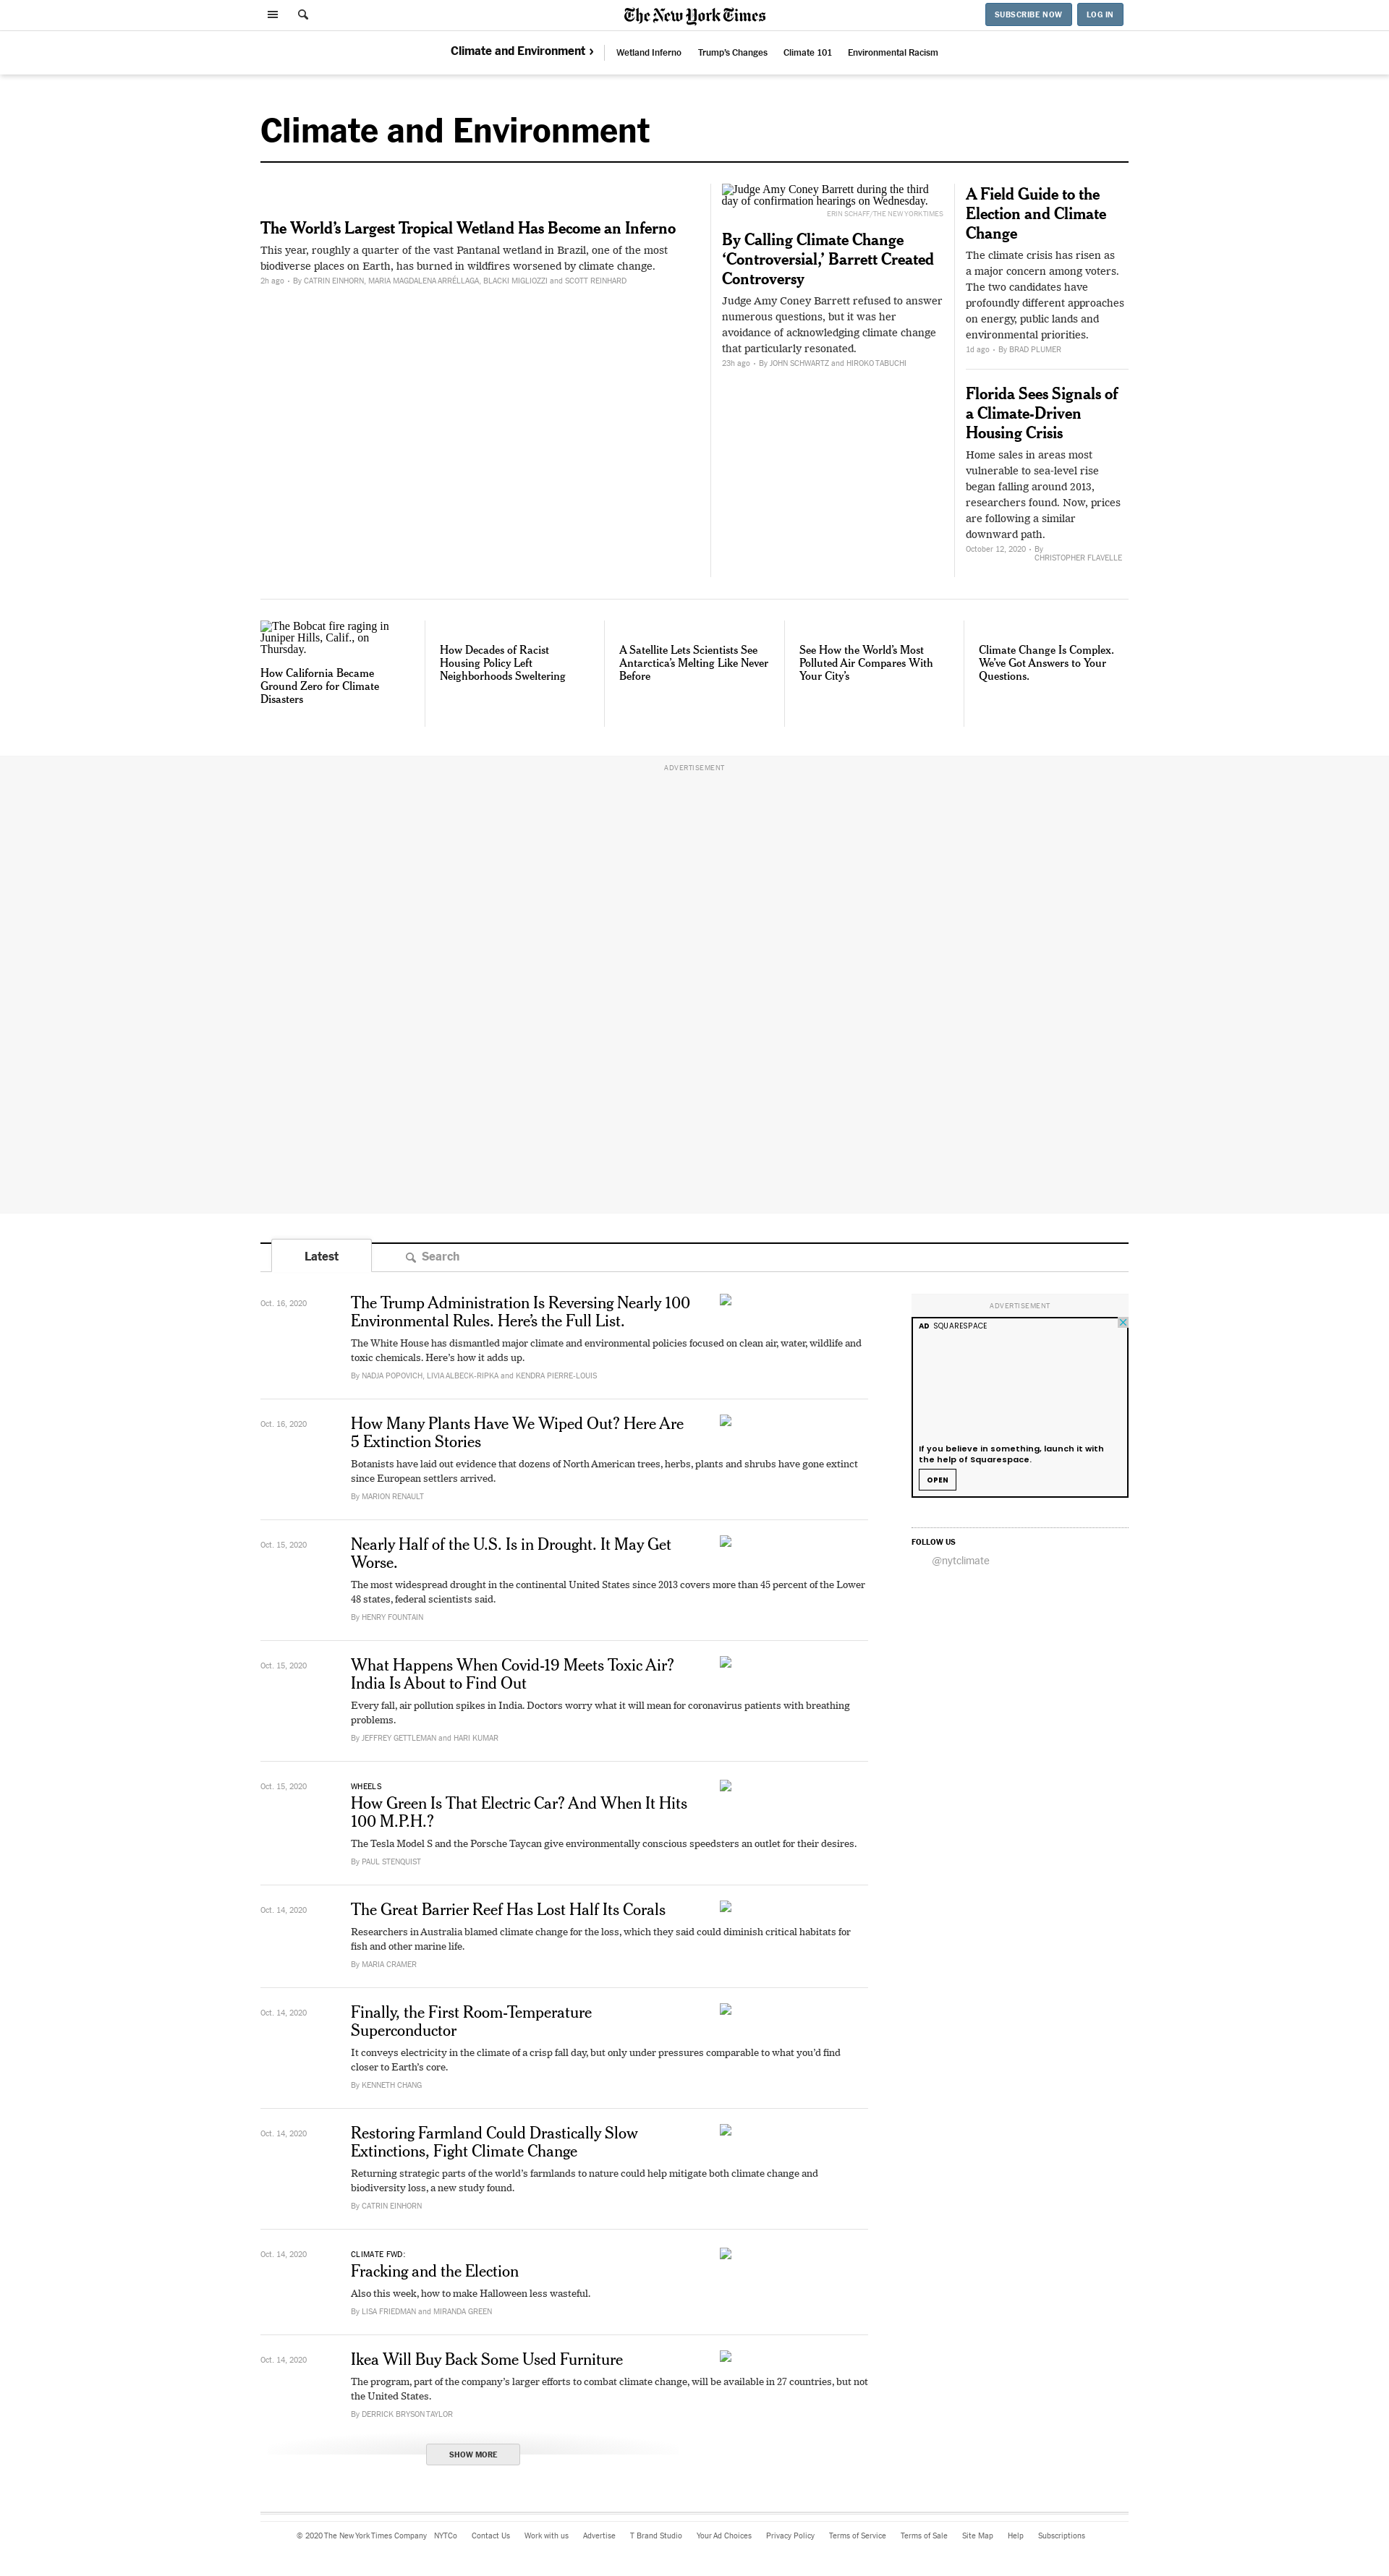 The New York Times
SUBSCRIBE NOW
LOG IN
Climate and Environment ›
Wetland Inferno
Trump's Changes
Climate 101
Environmental Racism
Climate and Environment
The World's Largest Tropical Wetland Has Become an Inferno
This year, roughly a quarter of the vast Pantanal wetland in Brazil, one of the most
biodiverse places on Earth, has burned in wildfires worsened by climate change.
2h ago • By CATRIN EINHORN, MARIA MAGDALENA ARRÉLLAGA, BLACKI MIGLIOZZI and SCOTT REINHARD
Judge Amy Coney Barrett during the third
day of confirmation hearings on Wednesday.
ERIN SCHAFF/THE NEW YORK TIMES
By Calling Climate Change
‘Controversial,’ Barrett Created
Controversy
Judge Amy Coney Barrett refused to answer
numerous questions, but it was her
avoidance of acknowledging climate change
that particularly resonated.
23h ago • By JOHN SCHWARTZ and HIROKO TABUCHI
A Field Guide to the
Election and Climate
Change
The climate crisis has risen as
a major concern among voters.
The two candidates have
profoundly different approaches
on energy, public lands and
environmental priorities.
1d ago • By BRAD PLUMER
Florida Sees Signals of
a Climate-Driven
Housing Crisis
Home sales in areas most
vulnerable to sea-level rise
began falling around 2013,
researchers found. Now, prices
are following a similar
downward path.
October 12, 2020 • By
CHRISTOPHER FLAVELLE
The Bobcat fire raging in
Juniper Hills, Calif., on
Thursday.
How California Became
Ground Zero for Climate
Disasters
How Decades of Racist
Housing Policy Left
Neighborhoods Sweltering
A Satellite Lets Scientists See
Antarctica's Melting Like Never
Before
See How the World's Most
Polluted Air Compares With
Your City's
Climate Change Is Complex.
We've Got Answers to Your
Questions.
ADVERTISEMENT
Latest
Search
Oct. 16, 2020
The Trump Administration Is Reversing Nearly 100
Environmental Rules. Here's the Full List.
The White House has dismantled major climate and environmental policies focused on clean air, water, wildlife and
toxic chemicals. Here's how it adds up.
By NADJA POPOVICH, LIVIA ALBECK-RIPKA and KENDRA PIERRE-LOUIS
Oct. 16, 2020
How Many Plants Have We Wiped Out? Here Are
5 Extinction Stories
Botanists have laid out evidence that dozens of North American trees, herbs, plants and shrubs have gone extinct
since European settlers arrived.
By MARION RENAULT
Oct. 15, 2020
Nearly Half of the U.S. Is in Drought. It May Get
Worse.
The most widespread drought in the continental United States since 2013 covers more than 45 percent of the Lower
48 states, federal scientists said.
By HENRY FOUNTAIN
Oct. 15, 2020
What Happens When Covid-19 Meets Toxic Air?
India Is About to Find Out
Every fall, air pollution spikes in India. Doctors worry what it will mean for coronavirus patients with breathing
problems.
By JEFFREY GETTLEMAN and HARI KUMAR
Oct. 15, 2020
WHEELS
How Green Is That Electric Car? And When It Hits
100 M.P.H.?
The Tesla Model S and the Porsche Taycan give environmentally conscious speedsters an outlet for their desires.
By PAUL STENQUIST
Oct. 14, 2020
The Great Barrier Reef Has Lost Half Its Corals
Researchers in Australia blamed climate change for the loss, which they said could diminish critical habitats for
fish and other marine life.
By MARIA CRAMER
Oct. 14, 2020
Finally, the First Room-Temperature
Superconductor
It conveys electricity in the climate of a crisp fall day, but only under pressures comparable to what you'd find
closer to Earth's core.
By KENNETH CHANG
Oct. 14, 2020
Restoring Farmland Could Drastically Slow
Extinctions, Fight Climate Change
Returning strategic parts of the world's farmlands to nature could help mitigate both climate change and
biodiversity loss, a new study found.
By CATRIN EINHORN
Oct. 14, 2020
CLIMATE FWD:
Fracking and the Election
Also this week, how to make Halloween less wasteful.
By LISA FRIEDMAN and MIRANDA GREEN
Oct. 14, 2020
Ikea Will Buy Back Some Used Furniture
The program, part of the company's larger efforts to combat climate change, will be available in 27 countries, but not
the United States.
By DERRICK BRYSON TAYLOR
SHOW MORE
ADVERTISEMENT
AD SQUARESPACE
If you believe in something, launch it with
the help of Squarespace.
OPEN
FOLLOW US
@nytclimate
© 2020 The New York Times Company NYTCo Contact Us Work with us Advertise T Brand Studio Your Ad Choices Privacy Policy Terms of Service Terms of Sale Site Map Help Subscriptions